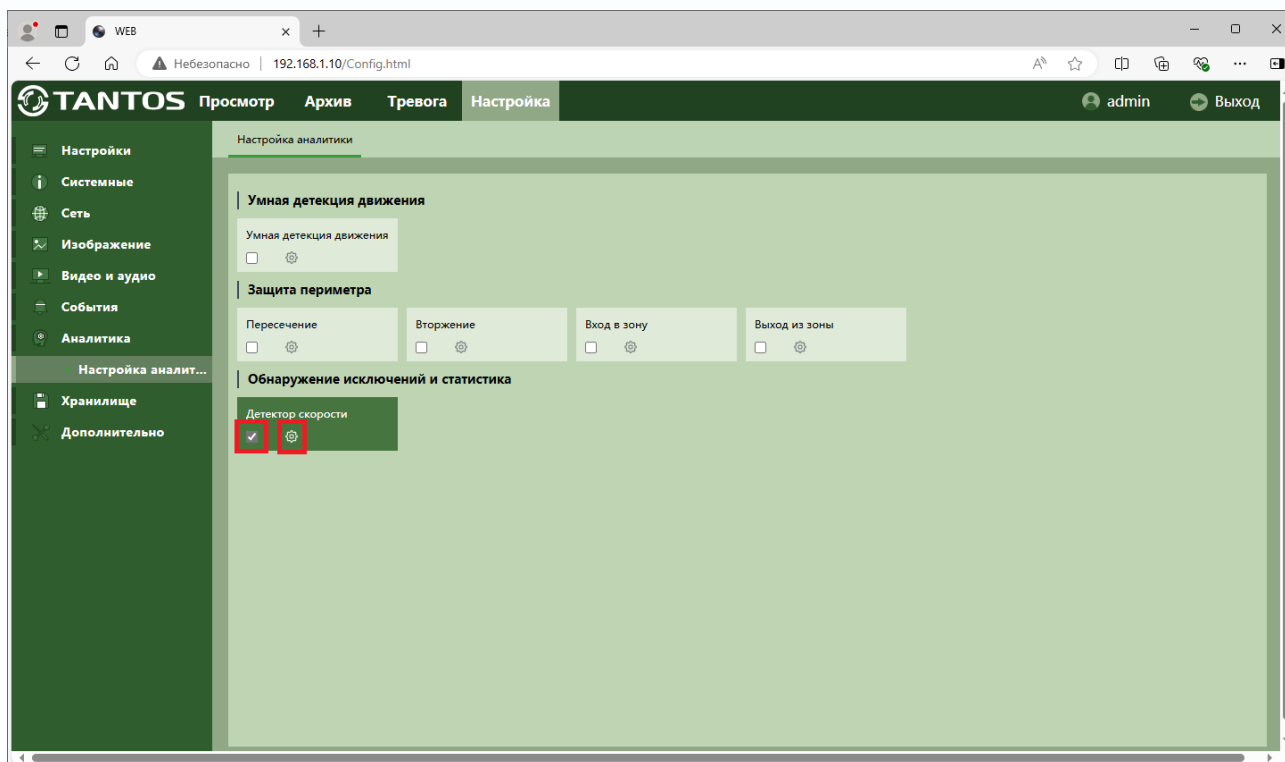 WEB
Небезопасно 192.168.1.10/Config.html
TANTOS Просмотр Архив Тревога Настройка admin Выход
Настройка аналитики
Настройки
Системные
Сеть
Изображение
Видео и аудио
События
Аналитика
Настройка аналит...
Хранилище
Дополнительно
Умная детекция движения
Умная детекция движения
Защита периметра
Пересечение Вторжение Вход в зону Выход из зоны
Обнаружение исключений и статистика
Детектор скорости